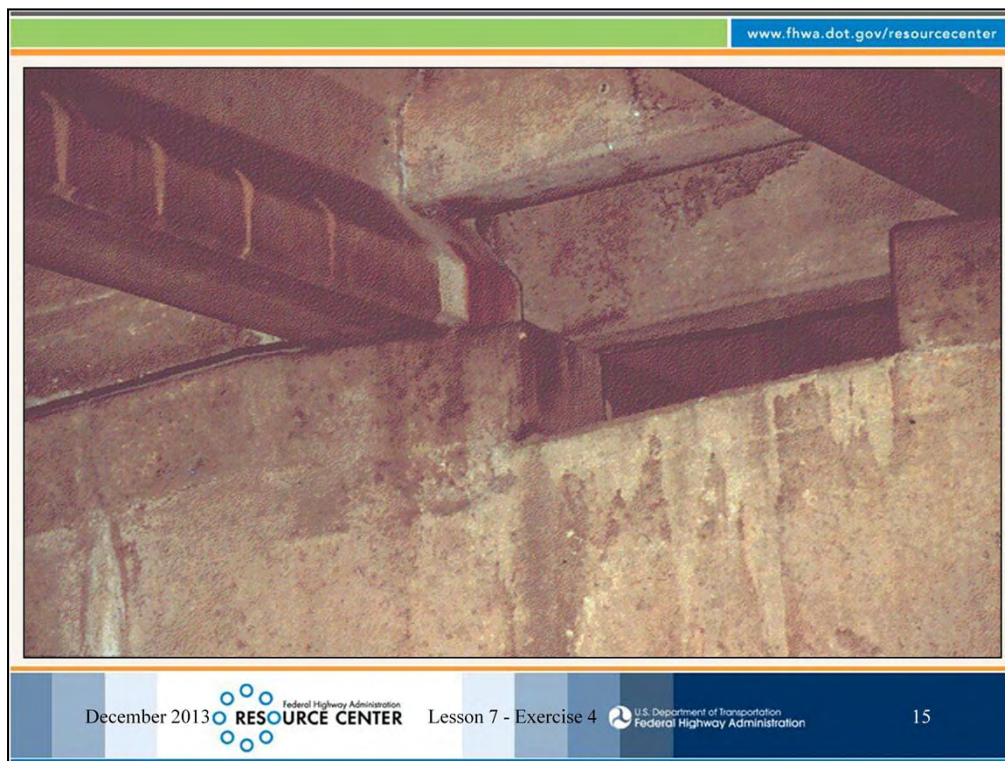 www.fhwa.dot.gov/resourcecenter
December 2013
Federal Highway Administration
RESOURCE CENTER
Lesson 7 - Exercise 4
U.S. Department of Transportation
Federal Highway Administration
15